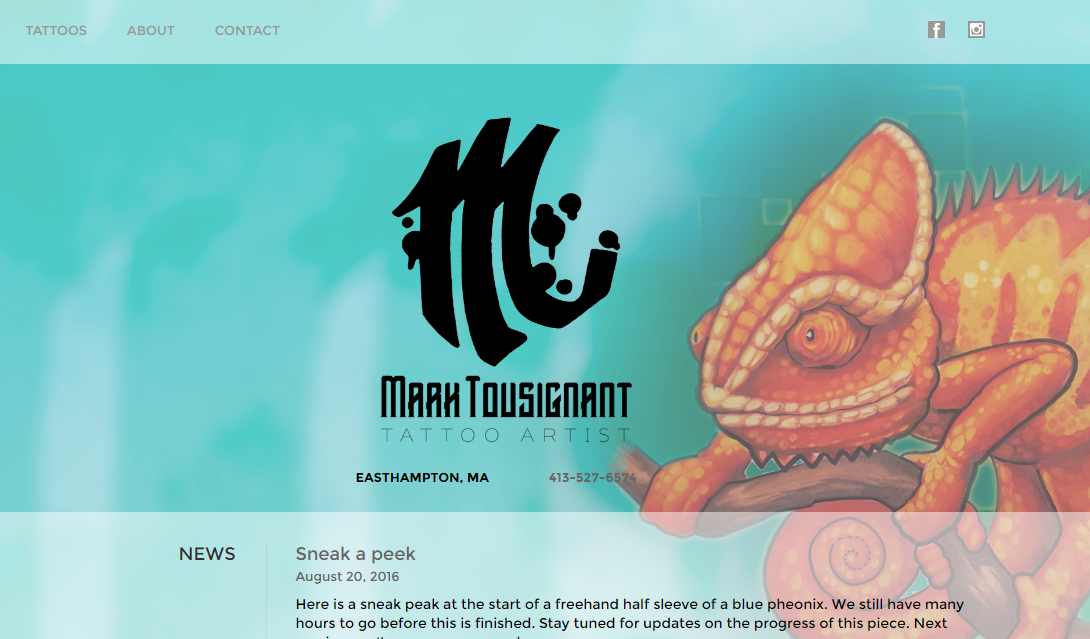 TATTOOS ABOUT CONTACT
MARK TOUSIGNANT
TATTOO ARTIST
EASTHAMPTON, MA 413-527-6574
NEWS
Sneak a peek
August 20, 2016
Here is a sneak peak at the start of a freehand half sleeve of a blue pheonix. We still have many
hours to go before this is finished. Stay tuned for updates on the progress of this piece. Next